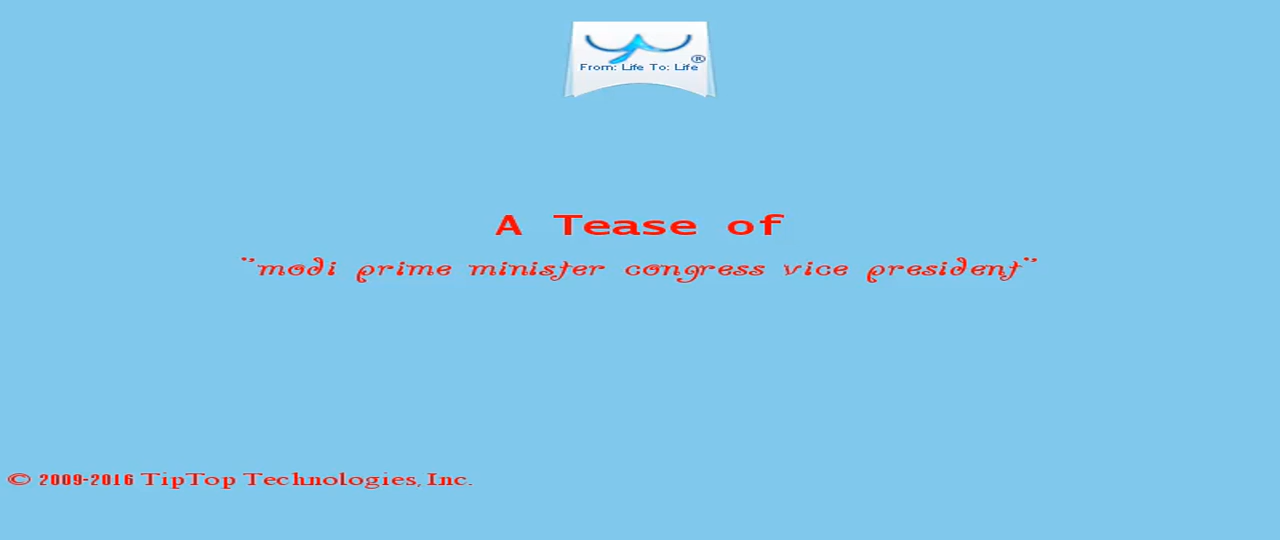 From: Life To: Life ®
A Tease of
"modi prime minister congress vice president"
© 2009-2016 TipTop Technologies, Inc.